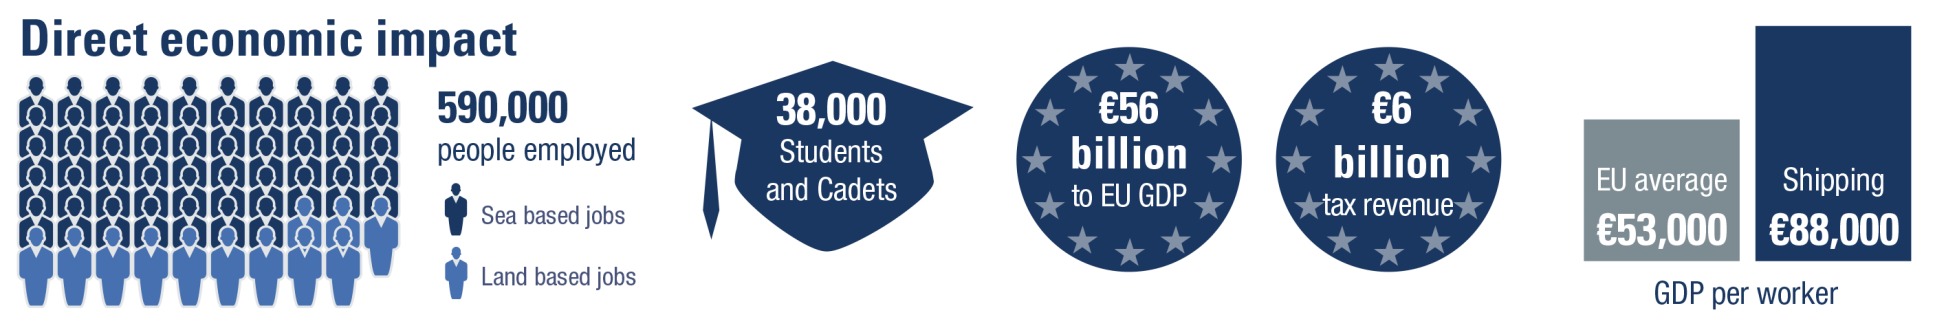 Direct economic impact
590,000
people employed
Sea based jobs
Land based jobs
38,000
Students
and Cadets
€56
billion
to EU GDP
€6
billion
tax revenue
EU average
€53,000
Shipping
€88,000
GDP per worker